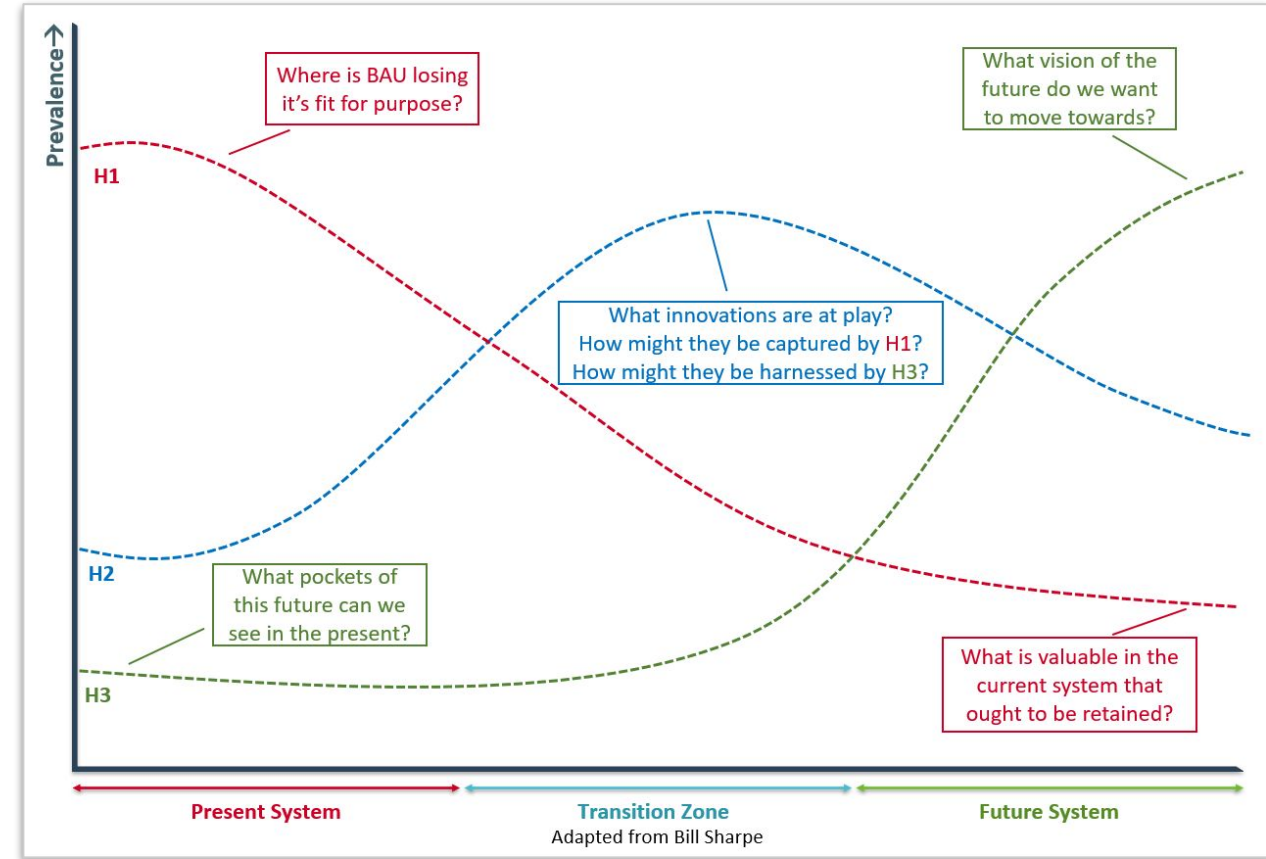 Prevalence→
Where is BAU losing
it's fit for purpose?
What vision of the
future do we want
to move towards?
H1
What innovations are at play?
How might they be captured by H1?
How might they be harnessed by H3?
H2
What pockets of
this future can we
see in the present?
H3
What is valuable in the
current system that
ought to be retained?
Present System
Transition Zone
Future System
Adapted from Bill Sharpe